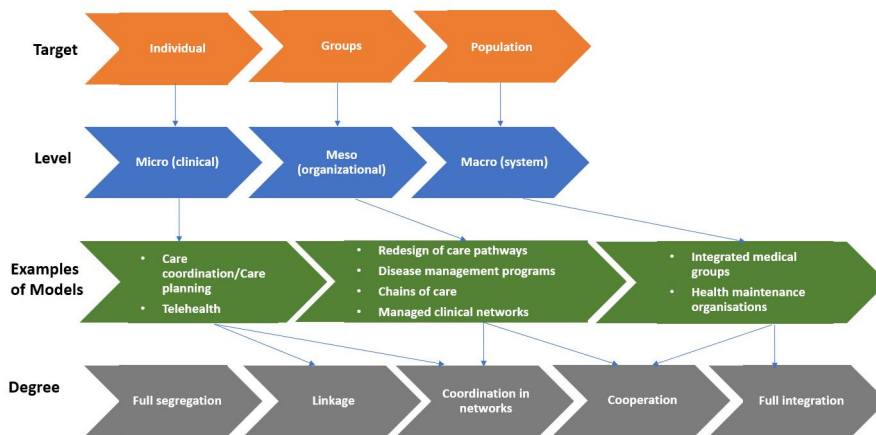 Target
Individual
Groups
Population
Level
Micro (clinical)
Meso
(organizational)
Macro (system)
Examples
of Models
• Care
coordination/Care
planning
• Telehealth
• Redesign of care pathways
• Disease management programs
• Chains of care
• Managed clinical networks
• Integrated medical
groups
• Health maintenance
organisations
Degree
Full segregation
Linkage
Coordination in
networks
Cooperation
Full integration